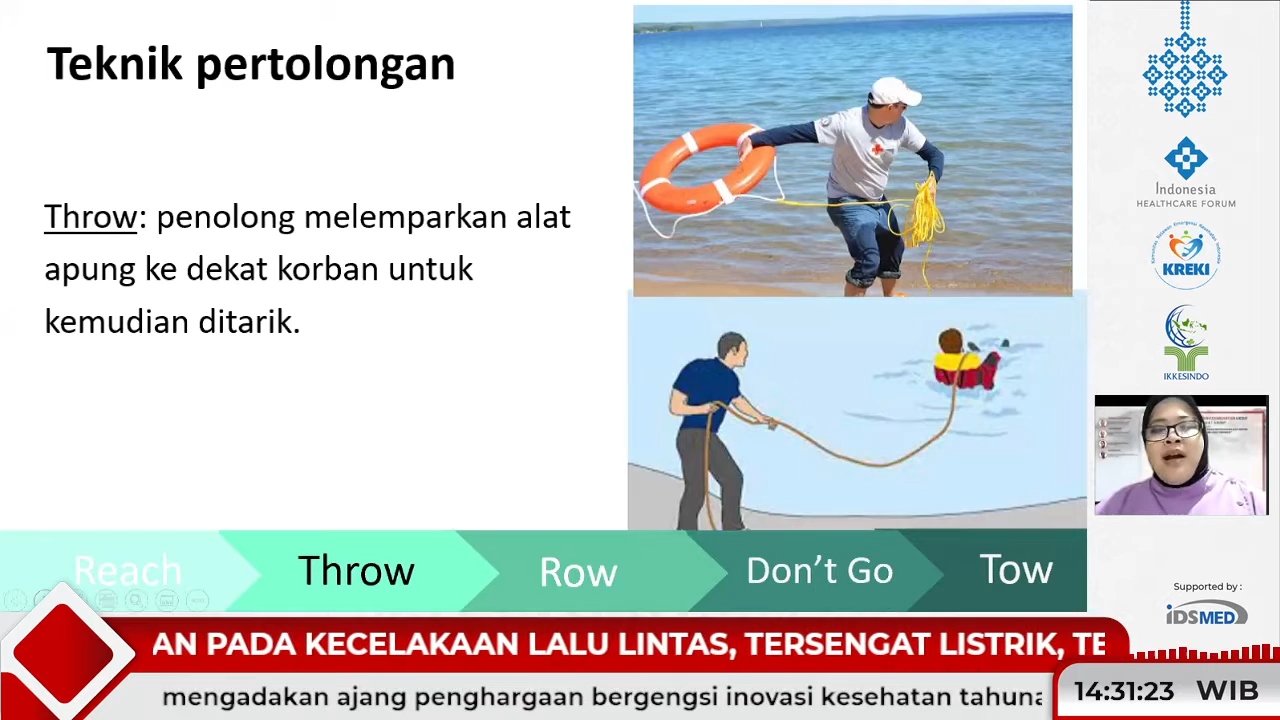 Teknik pertolongan
Throw: penolong melemparkan alat
apung ke dekat korban untuk
kemudian ditarik.
Reach
Throw
Row
Don't Go
Tow
Indonesia
HEALTHCARE FORUM
KREKI
IKKESINDO
Supported by :
iDSMED
AN PADA KECELAKAAN LALU LINTAS, TERSENGAT LISTRIK, TE
mengadakan ajang penghargaan bergengsi inovasi kesehatan tahuna
14:31:23 WIB